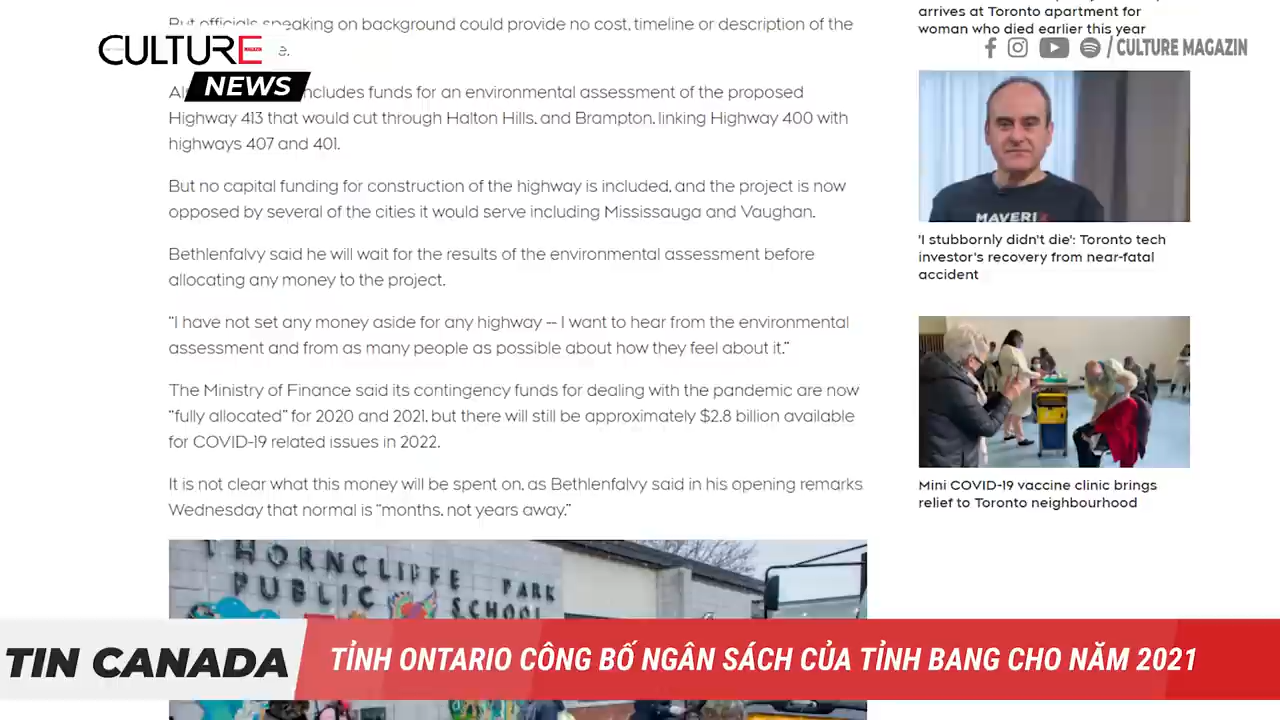 But officials speaking on background could provide no cost, timeline or description of the
e.
CULTURE
MAGAZIN
NEWS
includes funds for an environmental assessment of the proposed
Highway 413 that would cut through Halton Hills, and Brampton, linking Highway 400 with
highways 407 and 401.
But no capital funding for construction of the highway is included, and the project is now
opposed by several of the cities it would serve including Mississauga and Vaughan.
Bethlenfalvy said he will wait for the results of the environmental assessment before
allocating any money to the project.
“I have not set any money aside for any highway -- I want to hear from the environmental
assessment and from as many people as possible about how they feel about it.”
The Ministry of Finance said its contingency funds for dealing with the pandemic are now
“fully allocated” for 2020 and 2021, but there will still be approximately $2.8 billion available
for COVID-19 related issues in 2022.
It is not clear what this money will be spent on, as Bethlenfalvy said in his opening remarks
Wednesday that normal is “months, not years away.”
THORNCLIFFE PARK
PUBLIC SCHOOL
arrives at Toronto apartment for
woman who died earlier this year
/ CULTURE MAGAZIN
MAVERIX
'I stubbornly didn't die': Toronto tech
investor's recovery from near-fatal
accident
Mini COVID-19 vaccine clinic brings
relief to Toronto neighbourhood
TIN CANADA
TỈNH ONTARIO CÔNG BỐ NGÂN SÁCH CỦA TỈNH BANG CHO NĂM 2021